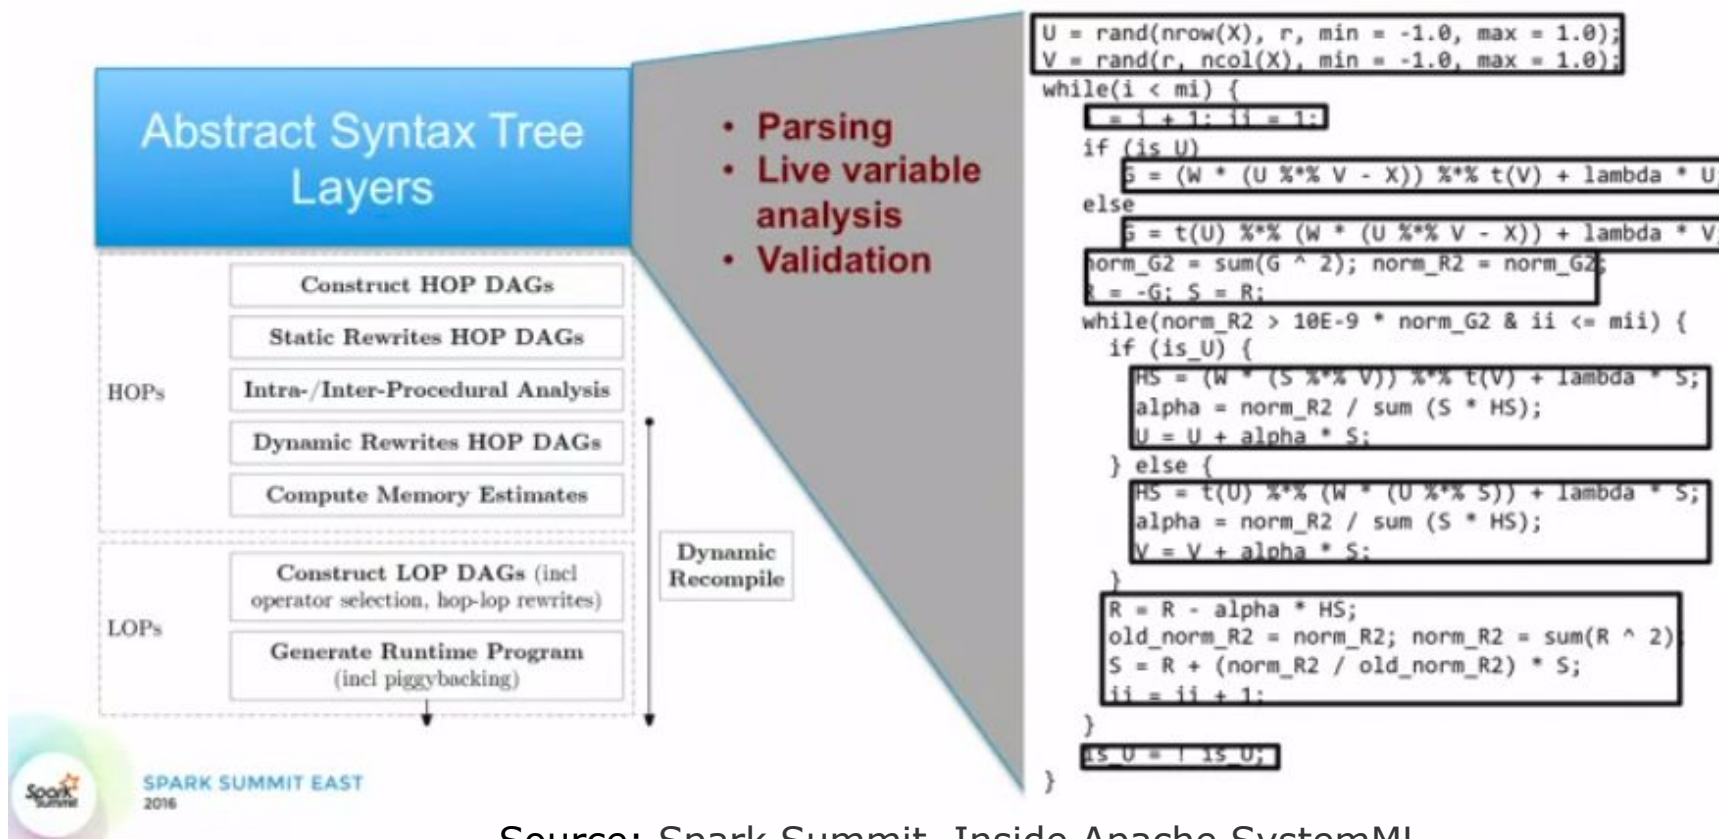 Abstract Syntax Tree
Layers
• Parsing
• Live variable
analysis
• Validation
HOPs
Construct HOP DAGs
Static Rewrites HOP DAGs
Intra-/Inter-Procedural Analysis
Dynamic Rewrites HOP DAGs
Compute Memory Estimates
LOPs
Construct LOP DAGs (incl
operator selection, hop-lop rewrites)
Generate Runtime Program
(incl piggybacking)
Dynamic
Recompile
U = rand(nrow(X), r, min = -1.0, max = 1.0);
V = rand(r, ncol(X), min = -1.0, max = 1.0);
while(i < mi) {
i = i + 1; ii = 1;
if (is_U)
G = (W * (U %*% V - X)) %*% t(V) + lambda * U;
else
G = t(U) %*% (W * (U %*% V - X)) + lambda * V;
norm_G2 = sum(G ^ 2); norm_R2 = norm_G2;
R = -G; S = R;
while(norm_R2 > 10E-9 * norm_G2 & ii <= mii) {
if (is_U) {
HS = (W * (S %*% V)) %*% t(V) + lambda * S;
alpha = norm_R2 / sum (S * HS);
U = U + alpha * S;
} else {
HS = t(U) %*% (W * (U %*% S)) + lambda * S;
alpha = norm_R2 / sum (S * HS);
V = V + alpha * S;
}
R = R - alpha * HS;
old_norm_R2 = norm_R2; norm_R2 = sum(R ^ 2)
S = R + (norm_R2 / old_norm_R2) * S;
ii = ii + 1;
}
is_U = ! is_U;
}
Spark
Summit
SPARK SUMMIT EAST
2016
Source: Spark Summit, Inside Apache SystemML